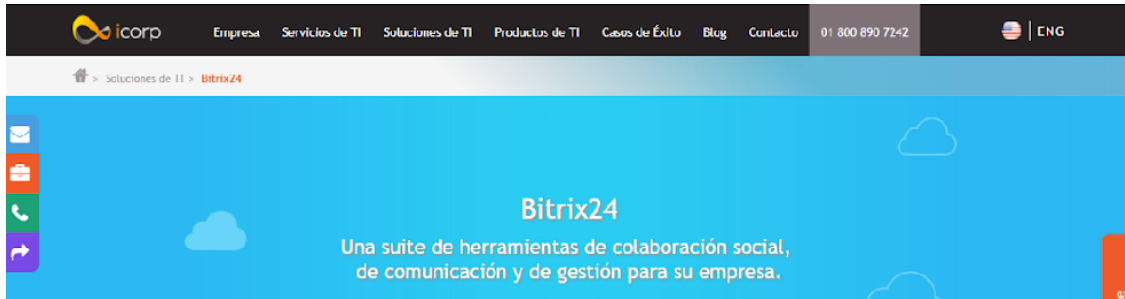 icorp
Empresa
Servicios de TI
Soluciones de TI
Productos de TI
Casos de Éxito
Blog
Contacto
01 800 890 7242
ENG
> Soluciones de TI > Bitrix24
Bitrix24
Una suite de herramientas de colaboración social,
de comunicación y de gestión para su empresa.